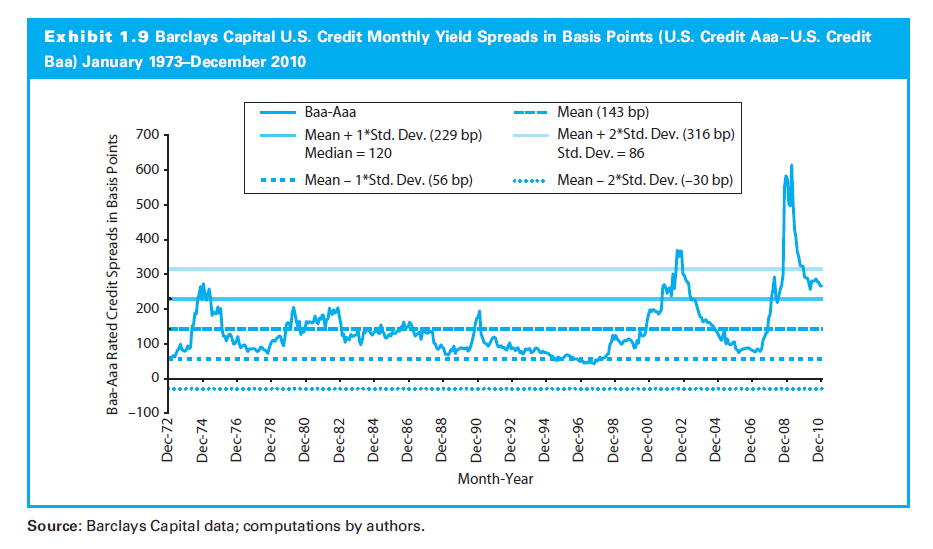 Exhibit 1.9 Barclays Capital U.S. Credit Monthly Yield Spreads in Basis Points (U.S. Credit Aaa–U.S. Credit
Baa) January 1973–December 2010
Baa-Aaa
Mean (143 bp)
Mean + 1*Std. Dev. (229 bp)
Median = 120
Mean + 2*Std. Dev. (316 bp)
Std. Dev. = 86
Mean – 1*Std. Dev. (56 bp)
Mean – 2*Std. Dev. (–30 bp)
Baa-Aaa Rated Credit Spreads in Basis Points
700
600
500
400
300
200
100
0
–100
Dec-72
Dec-74
Dec-76
Dec-78
Dec-80
Dec-82
Dec-84
Dec-86
Dec-88
Dec-90
Dec-92
Dec-94
Dec-96
Dec-98
Dec-00
Dec-02
Dec-04
Dec-06
Dec-08
Dec-10
Month-Year
Source: Barclays Capital data; computations by authors.